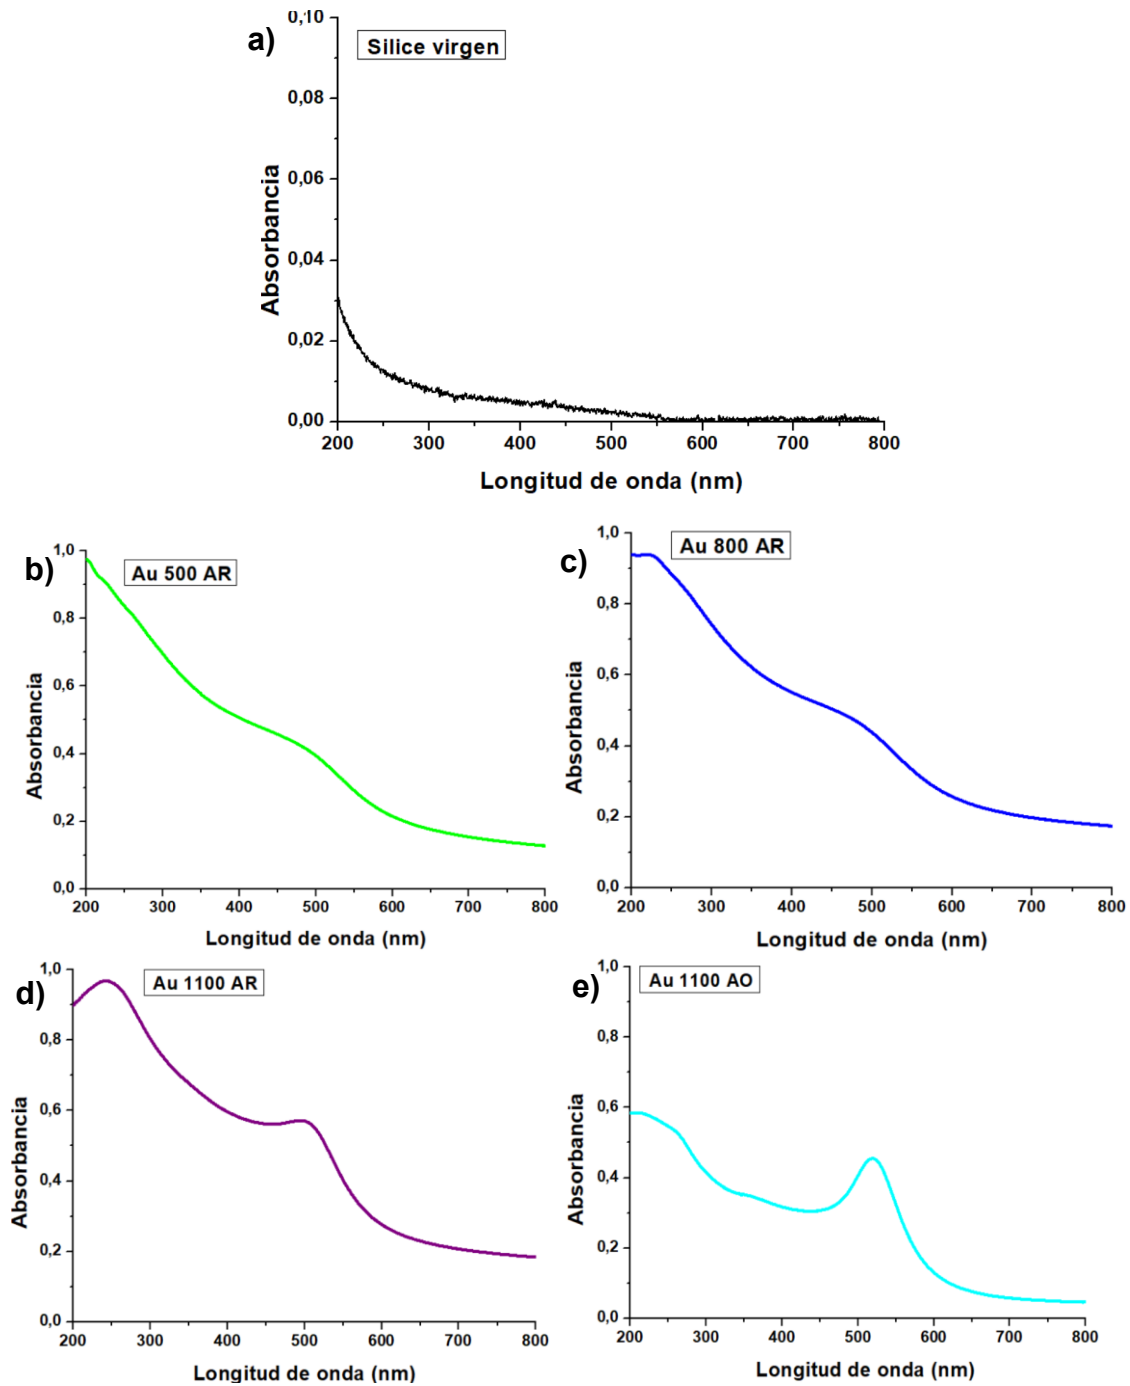 a)
Silice virgen
0,10
0,08
0,06
0,04
0,02
0,00
Absorbancia
200 300 400 500 600 700 800
Longitud de onda (nm)
b)
Au 500 AR
1,0
0,8
0,6
0,4
0,2
0,0
Absorbancia
200 300 400 500 600 700 800
Longitud de onda (nm)
c)
Au 800 AR
1,0
0,8
0,6
0,4
0,2
0,0
Absorbancia
200 300 400 500 600 700 800
Longitud de onda (nm)
d)
Au 1100 AR
1,0
0,8
0,6
0,4
0,2
0,0
Absorbancia
200 300 400 500 600 700 800
Longitud de onda (nm)
e)
Au 1100 AO
1,0
0,8
0,6
0,4
0,2
0,0
Absorbancia
200 300 400 500 600 700 800
Longitud de onda (nm)